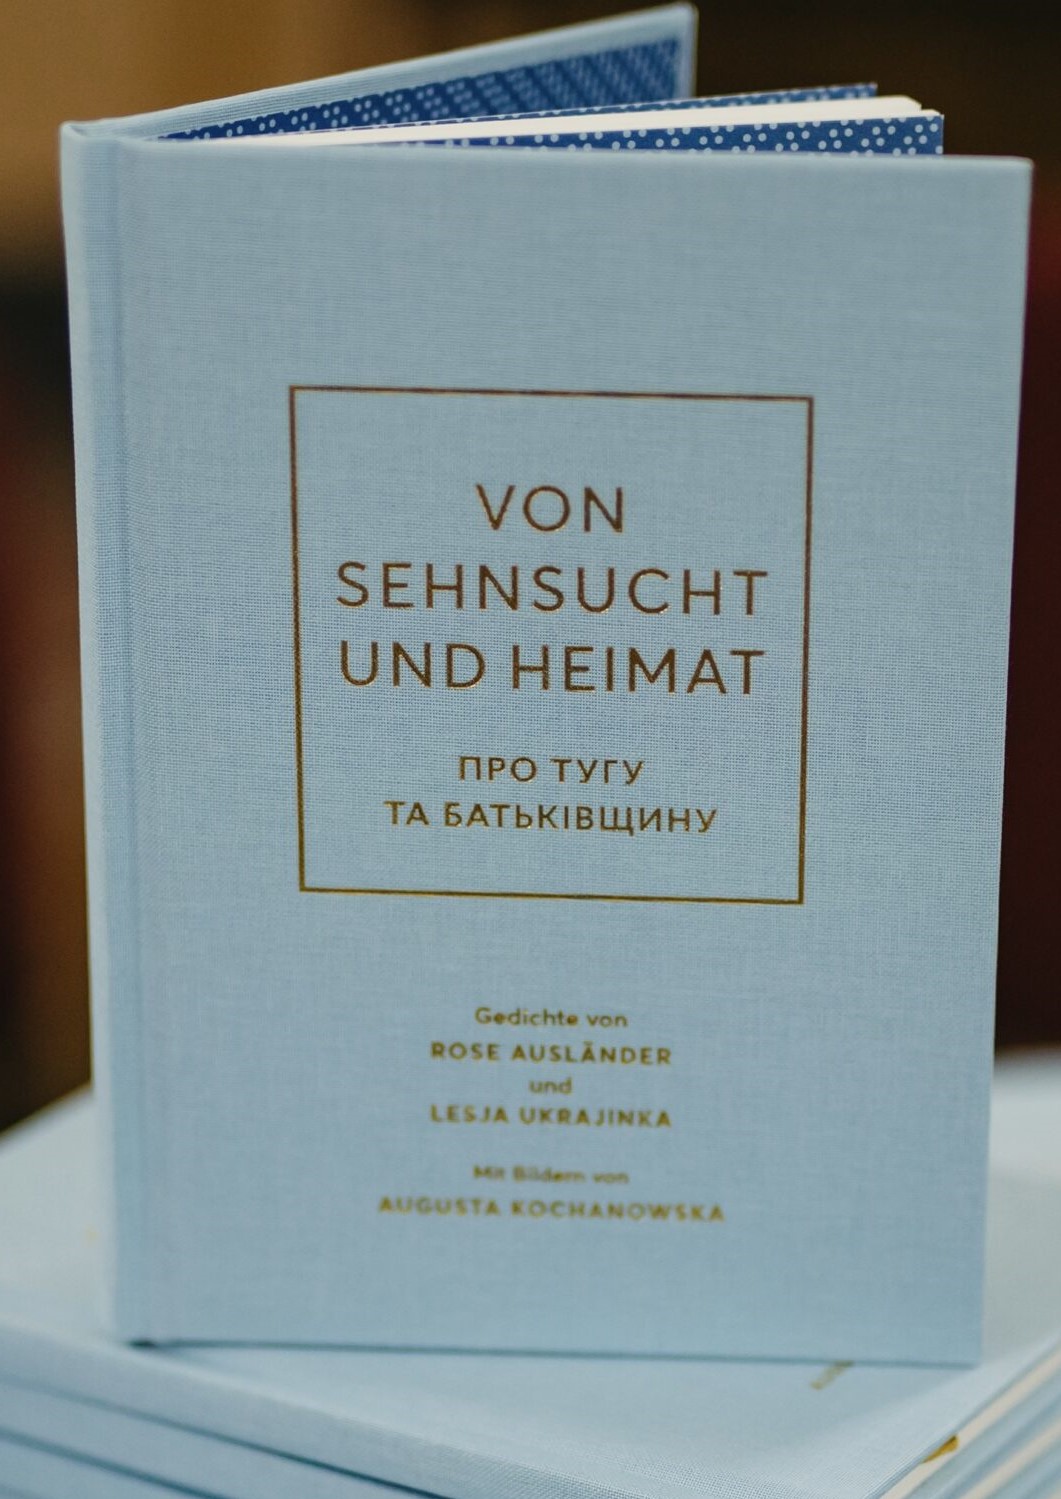 VON
SEHNSUCHT
UND HEIMAT
ПРО ТУГУ
ТА БАТЬКІВЩИНУ
Gedichte von
ROSE AUSLÄNDER
und
LESJA UKRAJINKA
Mit Bildern von
AUGUSTA KOCHANOWSKA